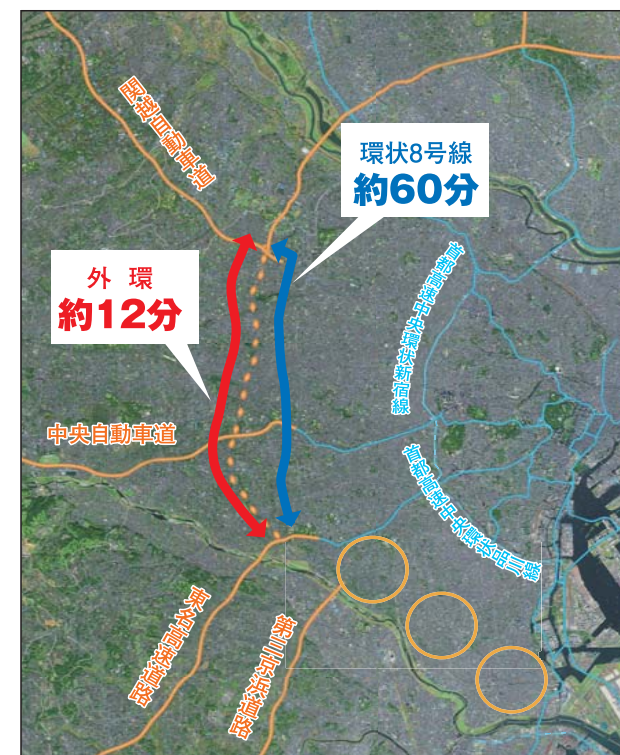 関越自動車道
環状8号線
約60分
外環
約12分
首都高速中央環状新宿線
中央自動車道
首都高速中央環状品川線
東名高速道路
第三京浜道路